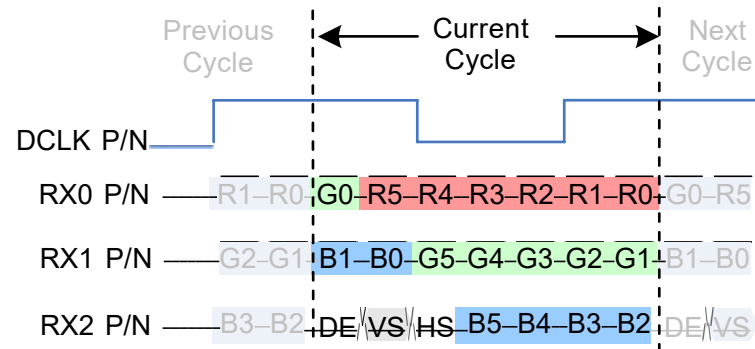 Previous Cycle
Current Cycle
Next Cycle
DCLK P/N
RX0 P/N R1 R0 G0 R5 R4 R3 R2 R1 R0 G0 R5
RX1 P/N G2 G1 B1 B0 G5 G4 G3 G2 G1 B1 B0
RX2 P/N B3 B2 DE VS HS B5 B4 B3 B2 DE VS